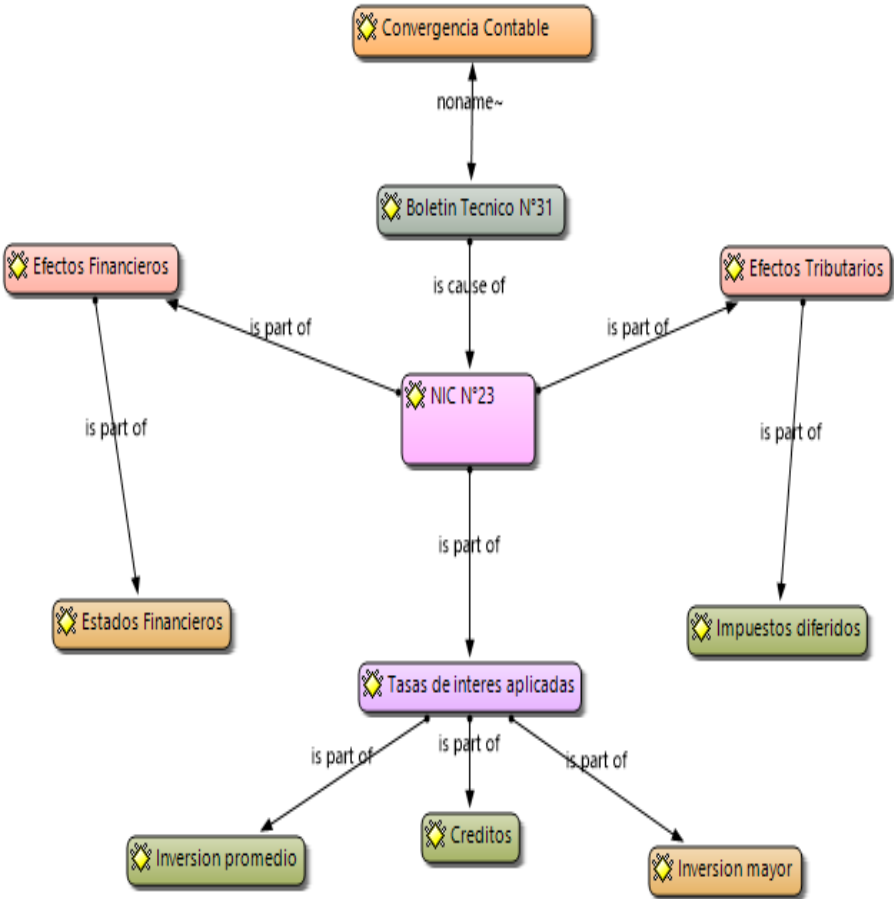 Convergencia Contable
noname~
Boletin Tecnico N°31
Efectos Financieros
Efectos Tributarios
is cause of
is part of
is part of
NIC N°23
is part of
is part of
is part of
Estados Financieros
Impuestos diferidos
Tasas de interes aplicadas
is part of
is part of
is part of
Inversion promedio
Creditos
Inversion mayor